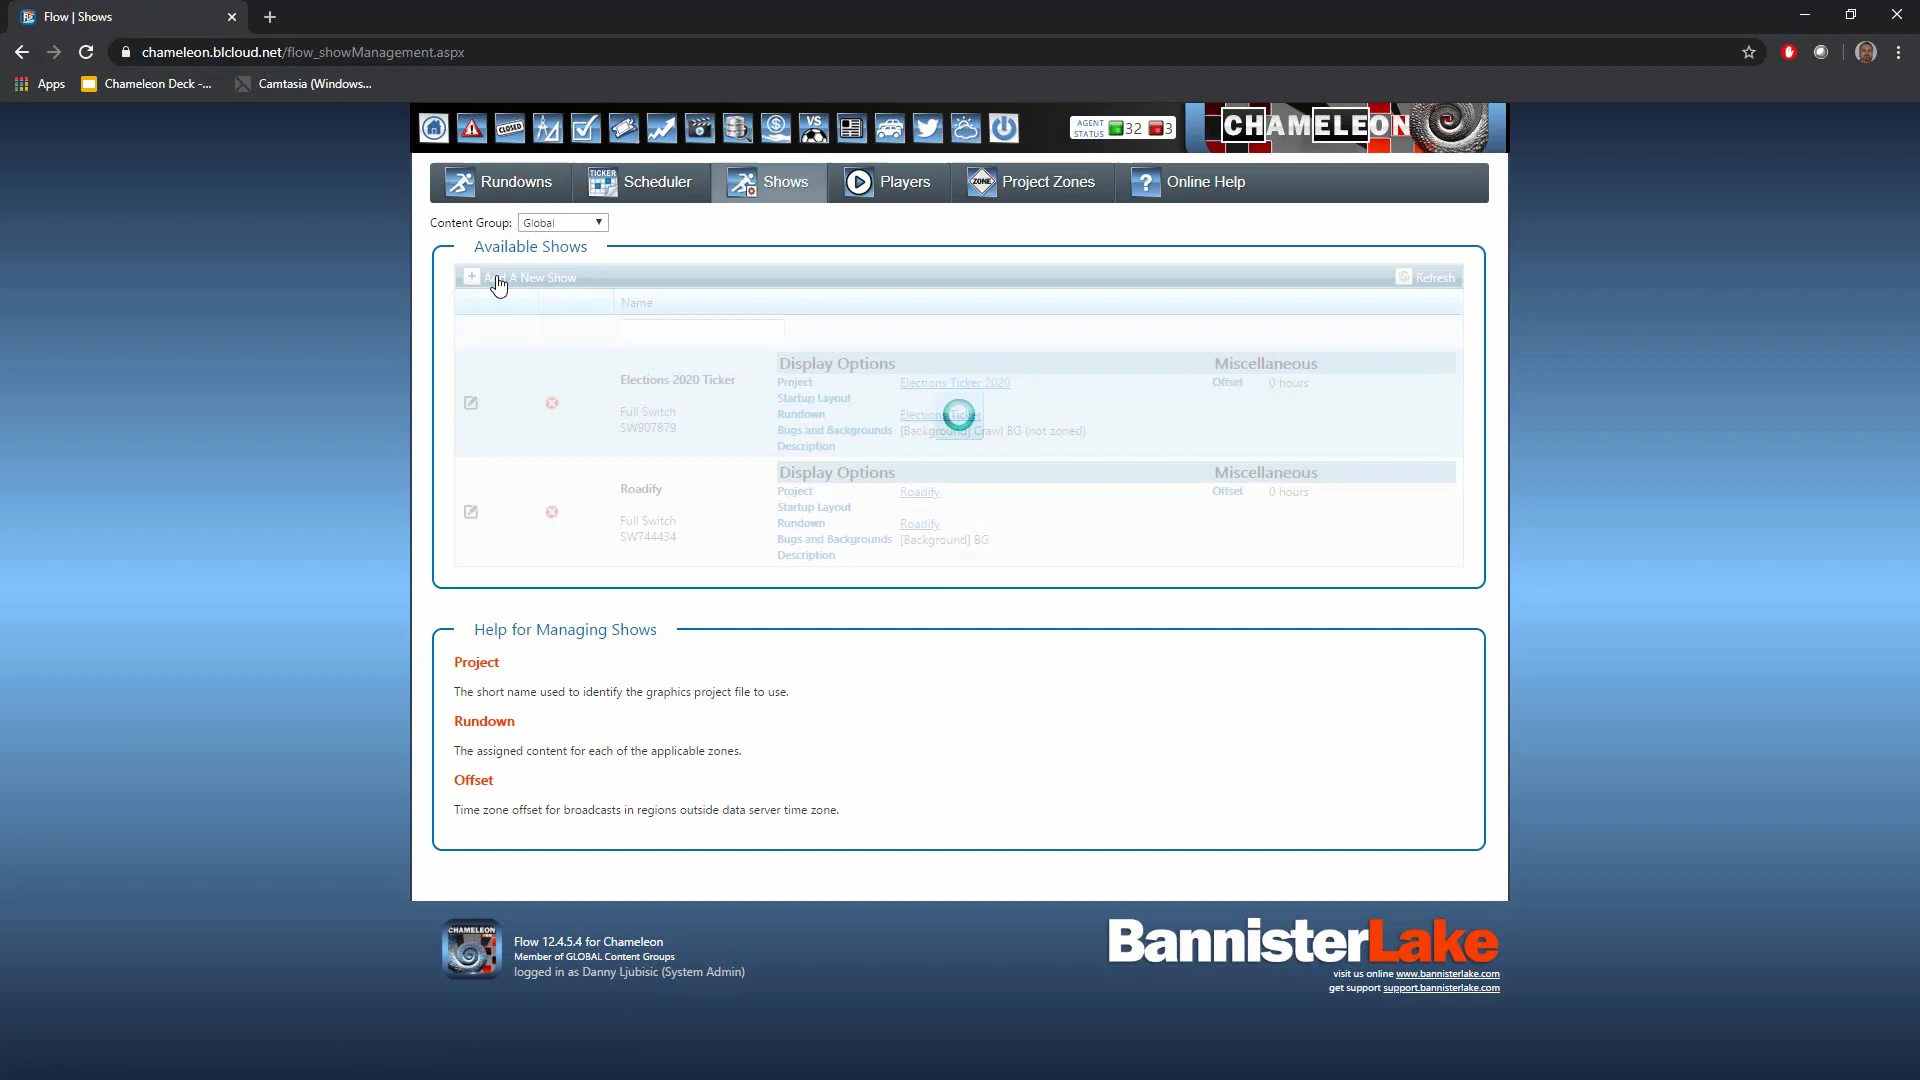 Flow | Shows
chameleon.blcloud.net/flow_showManagement.aspx
Apps
Chameleon Deck -...
Camtasia (Windows...
CLOSED
VS
AGENT
STATUS
32
3
CHAMELEON
Rundowns
TICKER
Scheduler
Shows
Players
ZONE
Project Zones
?
Online Help
Content Group:
Global
Available Shows
Add A New Show
Refresh
Name
Elections 2020 Ticker
Full Switch
SW907879
Display Options
Miscellaneous
Project
Elections Ticker 2020
Offset
0 hours
Startup Layout
Rundown
Elections Ticker
Bugs and Backgrounds
[Background] Crawl BG (not zoned)
Description
Roadify
Full Switch
SW744434
Display Options
Miscellaneous
Project
Roadify
Offset
0 hours
Startup Layout
Rundown
Roadify
Bugs and Backgrounds
[Background] BG
Description
Help for Managing Shows
Project
The short name used to identify the graphics project file to use.
Rundown
The assigned content for each of the applicable zones.
Offset
Time zone offset for broadcasts in regions outside data server time zone.
CHAMELEON
Flow 12.4.5.4 for Chameleon
Member of GLOBAL Content Groups
logged in as Danny Ljubisic (System Admin)
BannisterLake
visit us online www.bannisterlake.com
get support support.bannisterlake.com